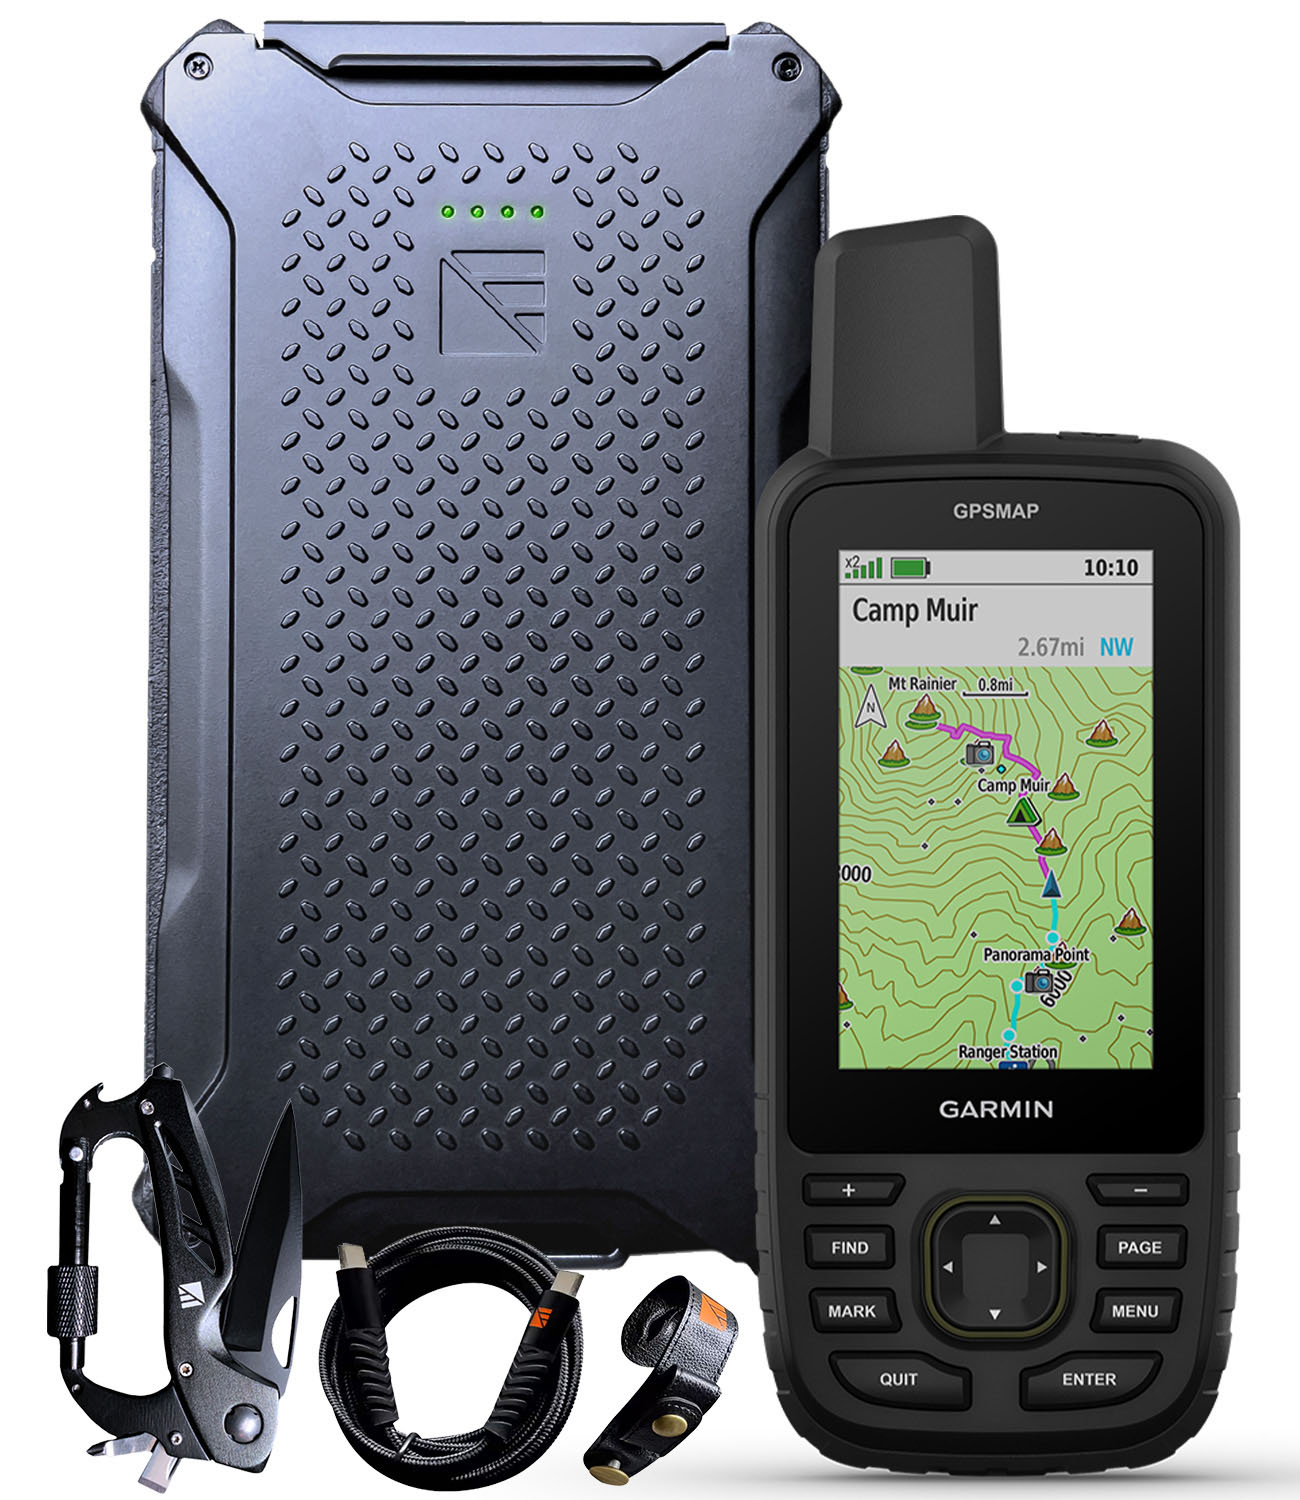 GPSMAP
x2
10:10
Camp Muir
2.67mi NW
Mt Rainier 0.8mi
N
Camp Muir
3000
Panorama Point
6000
Ranger Station
GARMIN
+ −
FIND PAGE
MARK MENU
QUIT ENTER